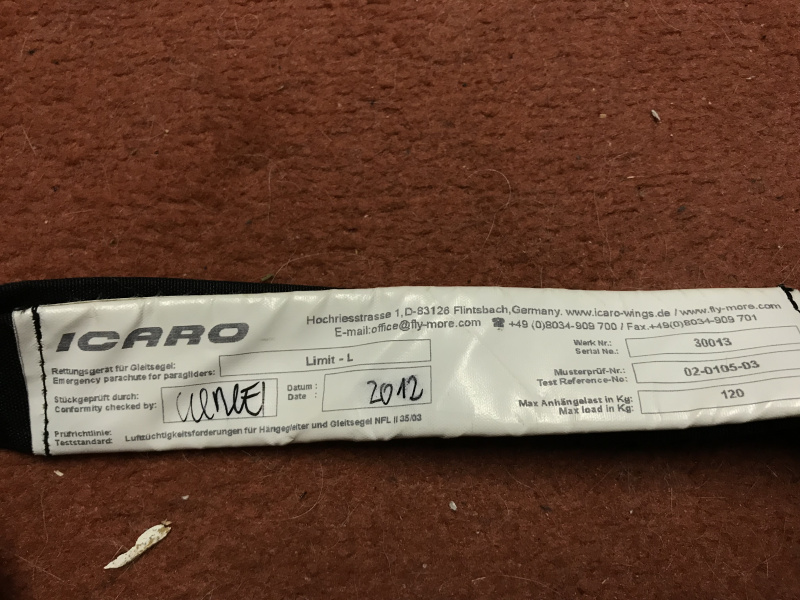 ICARO
Hochriesstrasse 1,D-83126 Flintsbach,Germany. www.icaro-wings.de / www.fly-more.com
E-mail:office@fly-more.com ☎ +49 (0)8034-909 700 / Fax.+49(0)8034-909 701
Rettungsgerät für Gleitsegel:
Emergency parachute for paragliders:
Limit - L
Stückgeprüft durch:
Conformity checked by:
Datum :
Date :
2012
Prüfrichtlinie:
Teststandard:
Luftzüchtigkeitsforderungen für Hängegleiter und Gleitsegel NFL II 35/03
Werk Nr.:
Serial No.:
30013
Musterprüf-Nr.:
Test Reference-No:
02-0105-03
Max Anhängelast in Kg:
Max load in Kg:
120